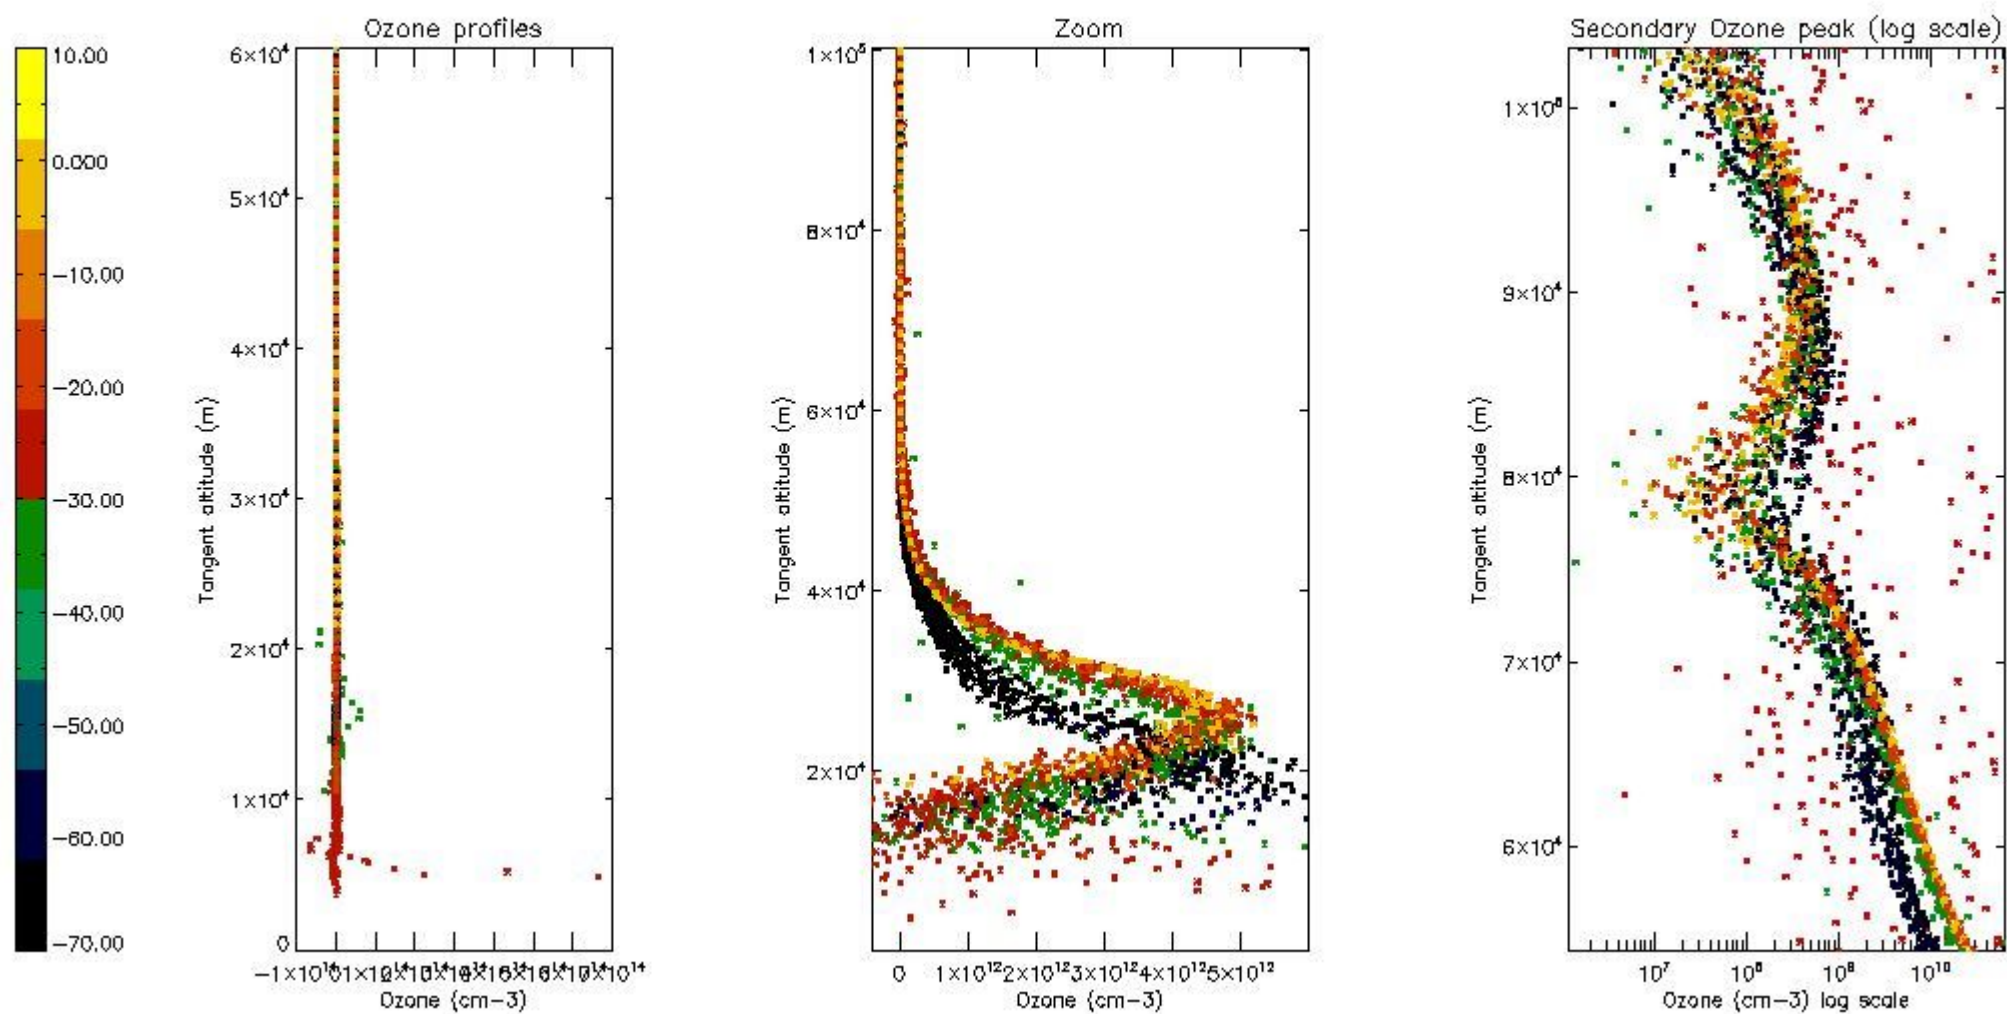 Ozone profiles
Zoom
Secondary Ozone peak (log scale)
10.00
0.000
-10.00
-20.00
-30.00
-40.00
-50.00
-60.00
-70.00
6×10⁴
5×10⁴
4×10⁴
3×10⁴
2×10⁴
1×10⁴
0
Tangent altitude (m)
Ozone (cm-3)
1×10⁵
8×10⁴
6×10⁴
4×10⁴
2×10⁴
Tangent altitude (m)
0 1×10¹² 2×10¹² 3×10¹² 4×10¹² 5×10¹²
Ozone (cm-3)
1×10⁵
9×10⁴
8×10⁴
7×10⁴
6×10⁴
Tangent altitude (m)
10⁷ 10⁸ 10⁹ 10¹⁰
Ozone (cm-3) log scale